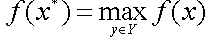 f(x*) = max f(x)
y∈Y